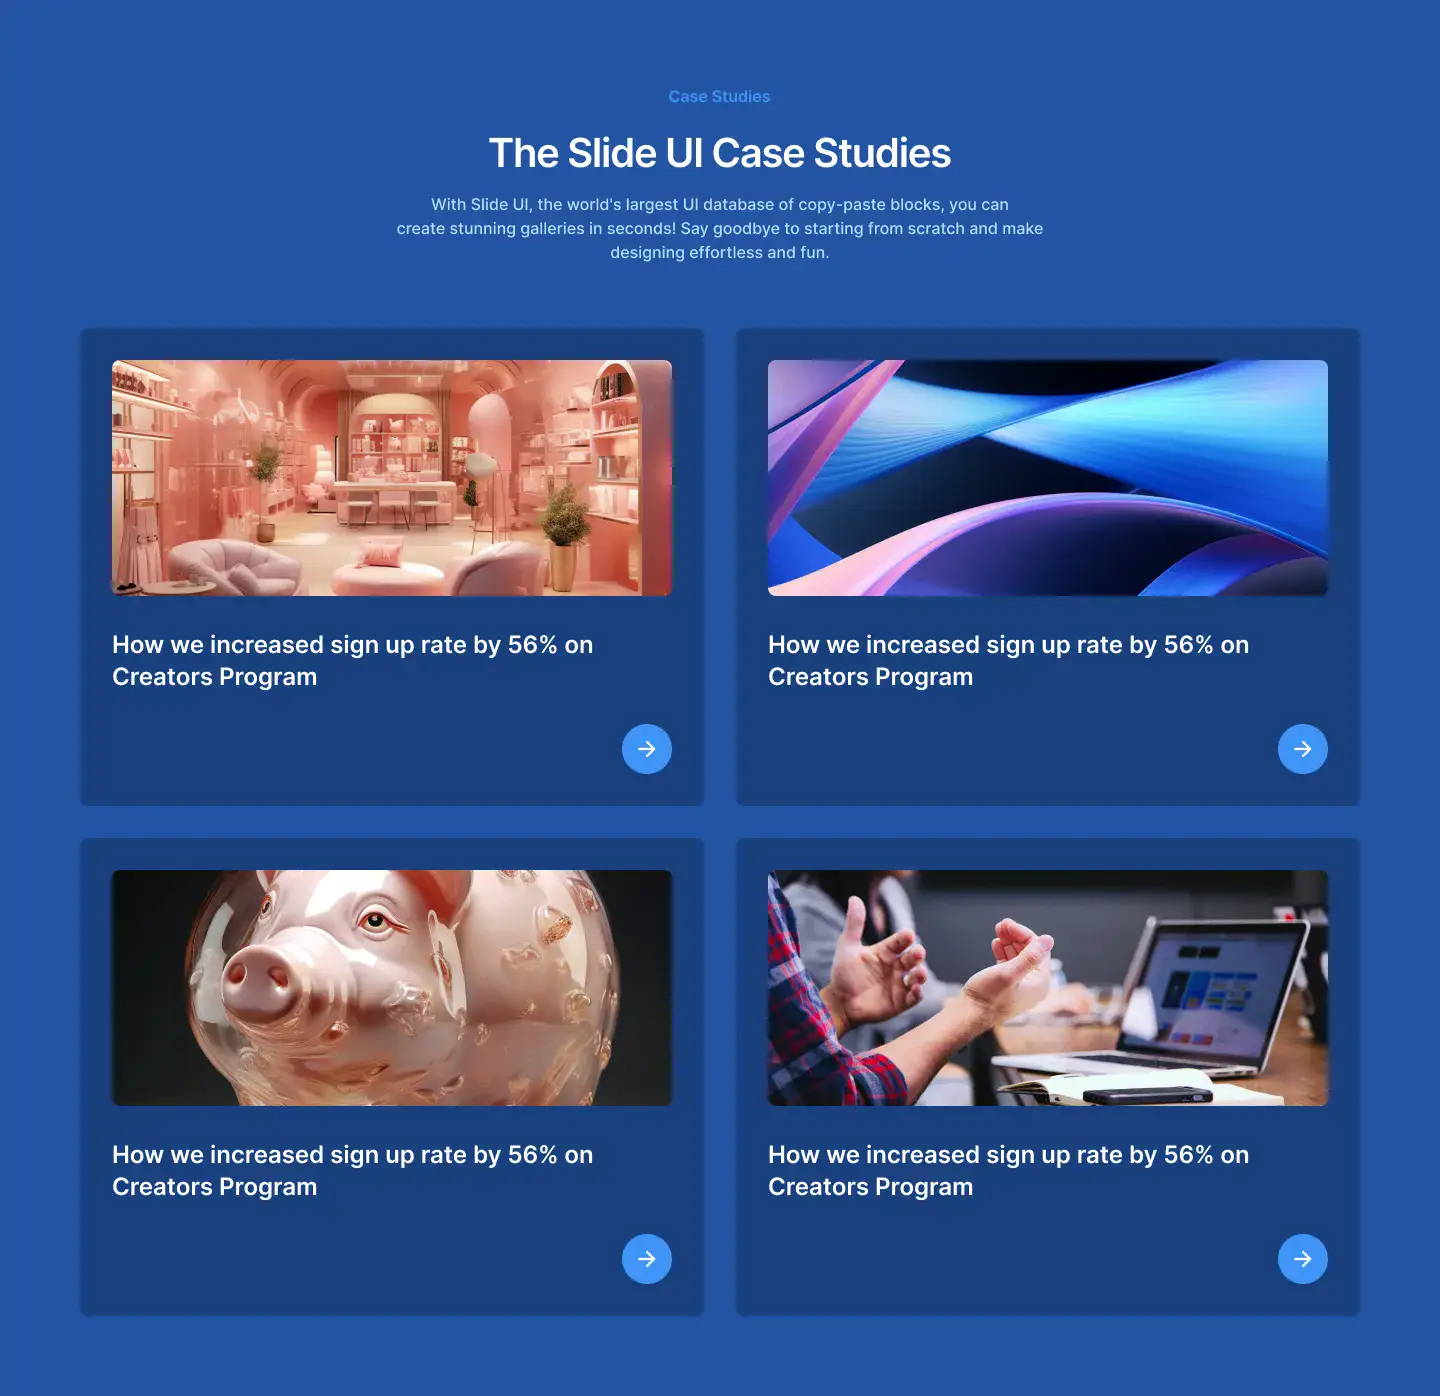 Case Studies
The Slide UI Case Studies
With Slide UI, the world's largest UI database of copy-paste blocks, you can
create stunning galleries in seconds! Say goodbye to starting from scratch and make
designing effortless and fun.
How we increased sign up rate by 56% on
Creators Program
How we increased sign up rate by 56% on
Creators Program
How we increased sign up rate by 56% on
Creators Program
How we increased sign up rate by 56% on
Creators Program